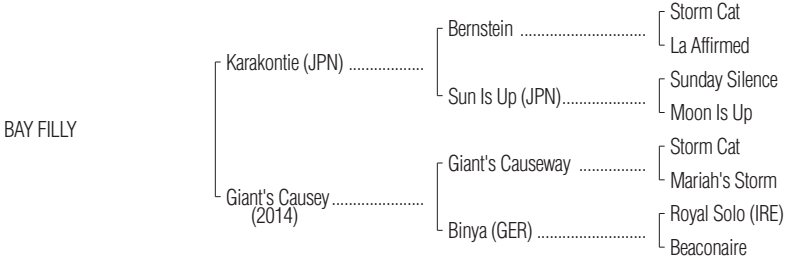 Storm Cat
Bernstein ..............................
La Affirmed
Karakontie (JPN) ..................
Sunday Silence
Sun Is Up (JPN)....................
Moon Is Up
BAY FILLY
Storm Cat
Giant's Causeway ................
Mariah's Storm
Giant's Causey......................
(2014)
Royal Solo (IRE)
Binya (GER) ..........................
Beaconaire